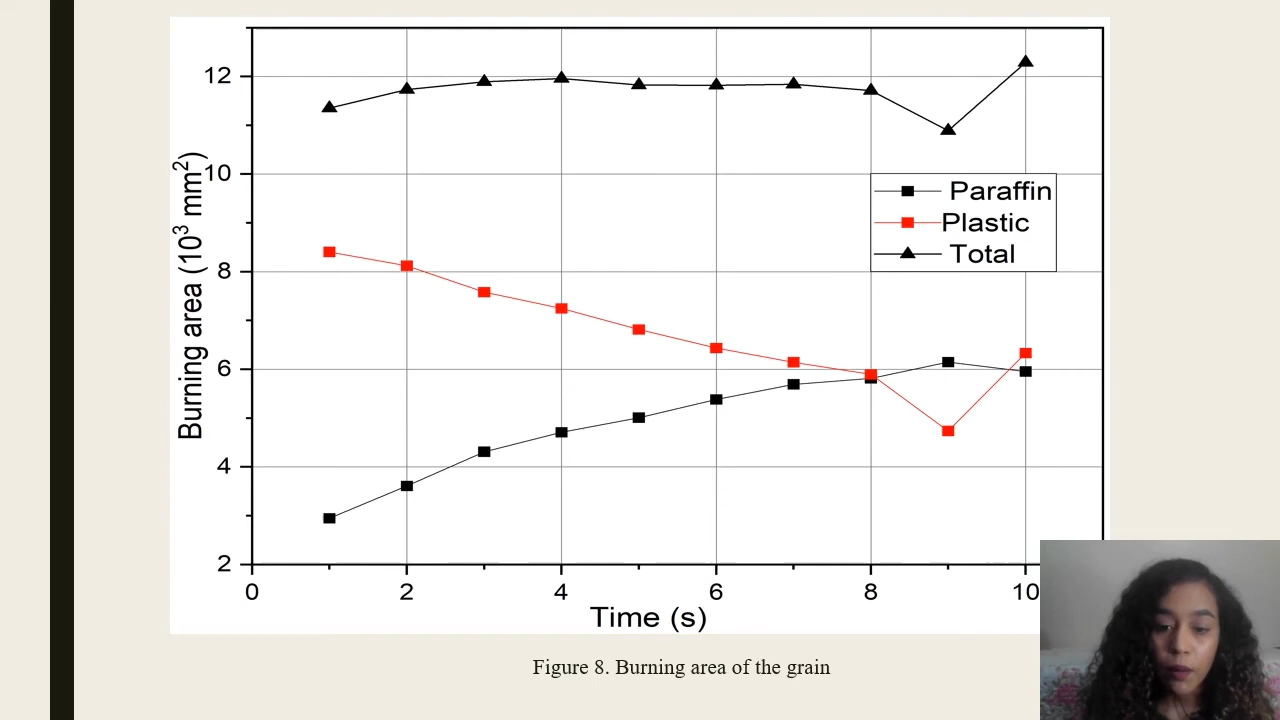 12
10
8
6
4
2
Burning area (10³ mm²)
Paraffin
Plastic
Total
0 2 4 6 8 10
Time (s)
Figure 8. Burning area of the grain